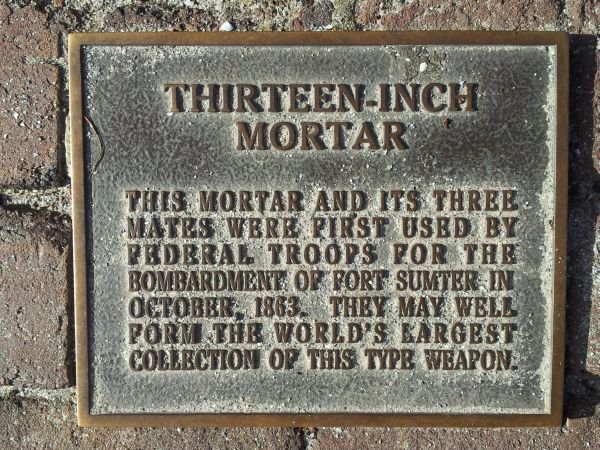 THIRTEEN-INCH
MORTAR
THIS MORTAR AND ITS THREE
MATES WERE FIRST USED BY
FEDERAL TROOPS FOR THE
BOMBARDMENT OF FORT SUMTER IN
OCTOBER, 1863. THEY MAY WELL
FORM THE WORLD'S LARGEST
COLLECTION OF THIS TYPE WEAPON.